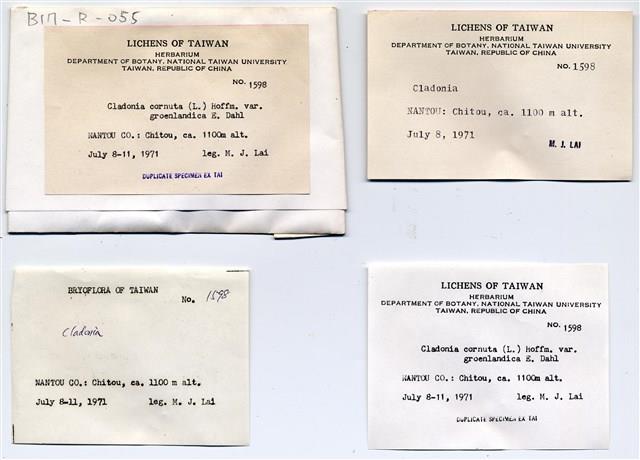 B17-R-055
LICHENS OF TAIWAN
HERBARIUM
DEPARTMENT OF BOTANY, NATIONAL TAIWAN UNIVERSITY
TAIWAN, REPUBLIC OF CHINA
NO. 1598
Cladonia cornuta (L.) Hoffm. var.
groenlandica E. Dahl
NANTOU CO.: Chitou, ca. 1100m alt.
July 8-11, 1971 leg. M. J. Lai
DUPLICATE SPECIMEN EX TAI
LICHENS OF TAIWAN
HERBARIUM
DEPARTMENT OF BOTANY, NATIONAL TAIWAN UNIVERSITY
TAIWAN, REPUBLIC OF CHINA
NO. 1598
Cladonia
NANTOU: Chitou, ca. 1100 m alt.
July 8, 1971
M. J. LAI
BRYOFLORA OF TAIWAN
No. 1598
Cladonia
NANTOU CO.: Chitou, ca. 1100 m alt.
July 8-11, 1971 leg. M. J. Lai
LICHENS OF TAIWAN
HERBARIUM
DEPARTMENT OF BOTANY, NATIONAL TAIWAN UNIVERSITY
TAIWAN, REPUBLIC OF CHINA
NO. 1598
Cladonia cornuta (L.) Hoffm. var.
groenlandica E. Dahl
NANTOU CO.: Chitou, ca. 1100m alt.
July 8-11, 1971 leg. M. J. Lai
DUPLICATE SPECIMEN EX TAI